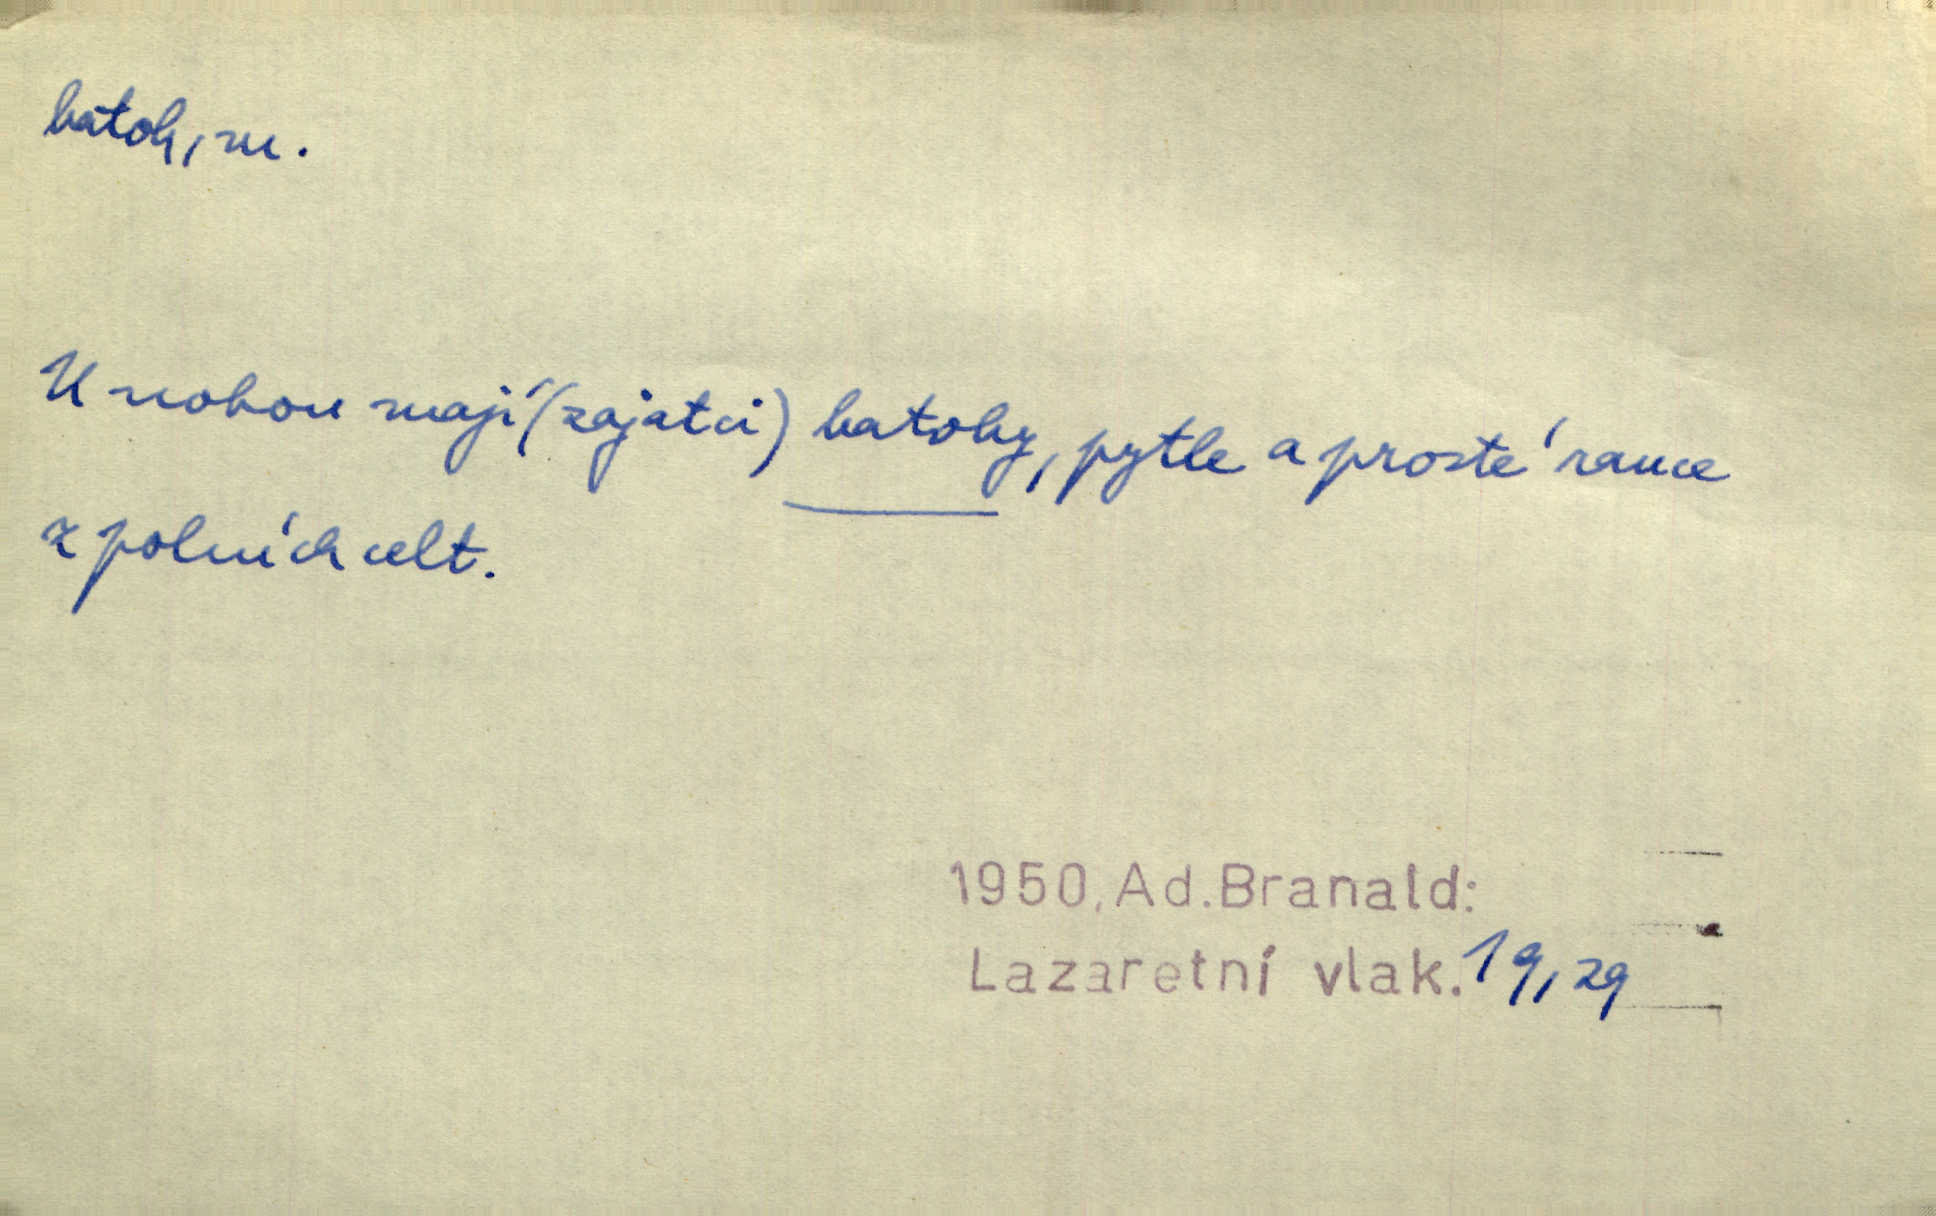 batoh, m.
U nohou mají (zajatci) batohy, pytle a prosté rance
z polních celt.
1950, Ad. Branald:
Lazaretní vlak. 19, 29